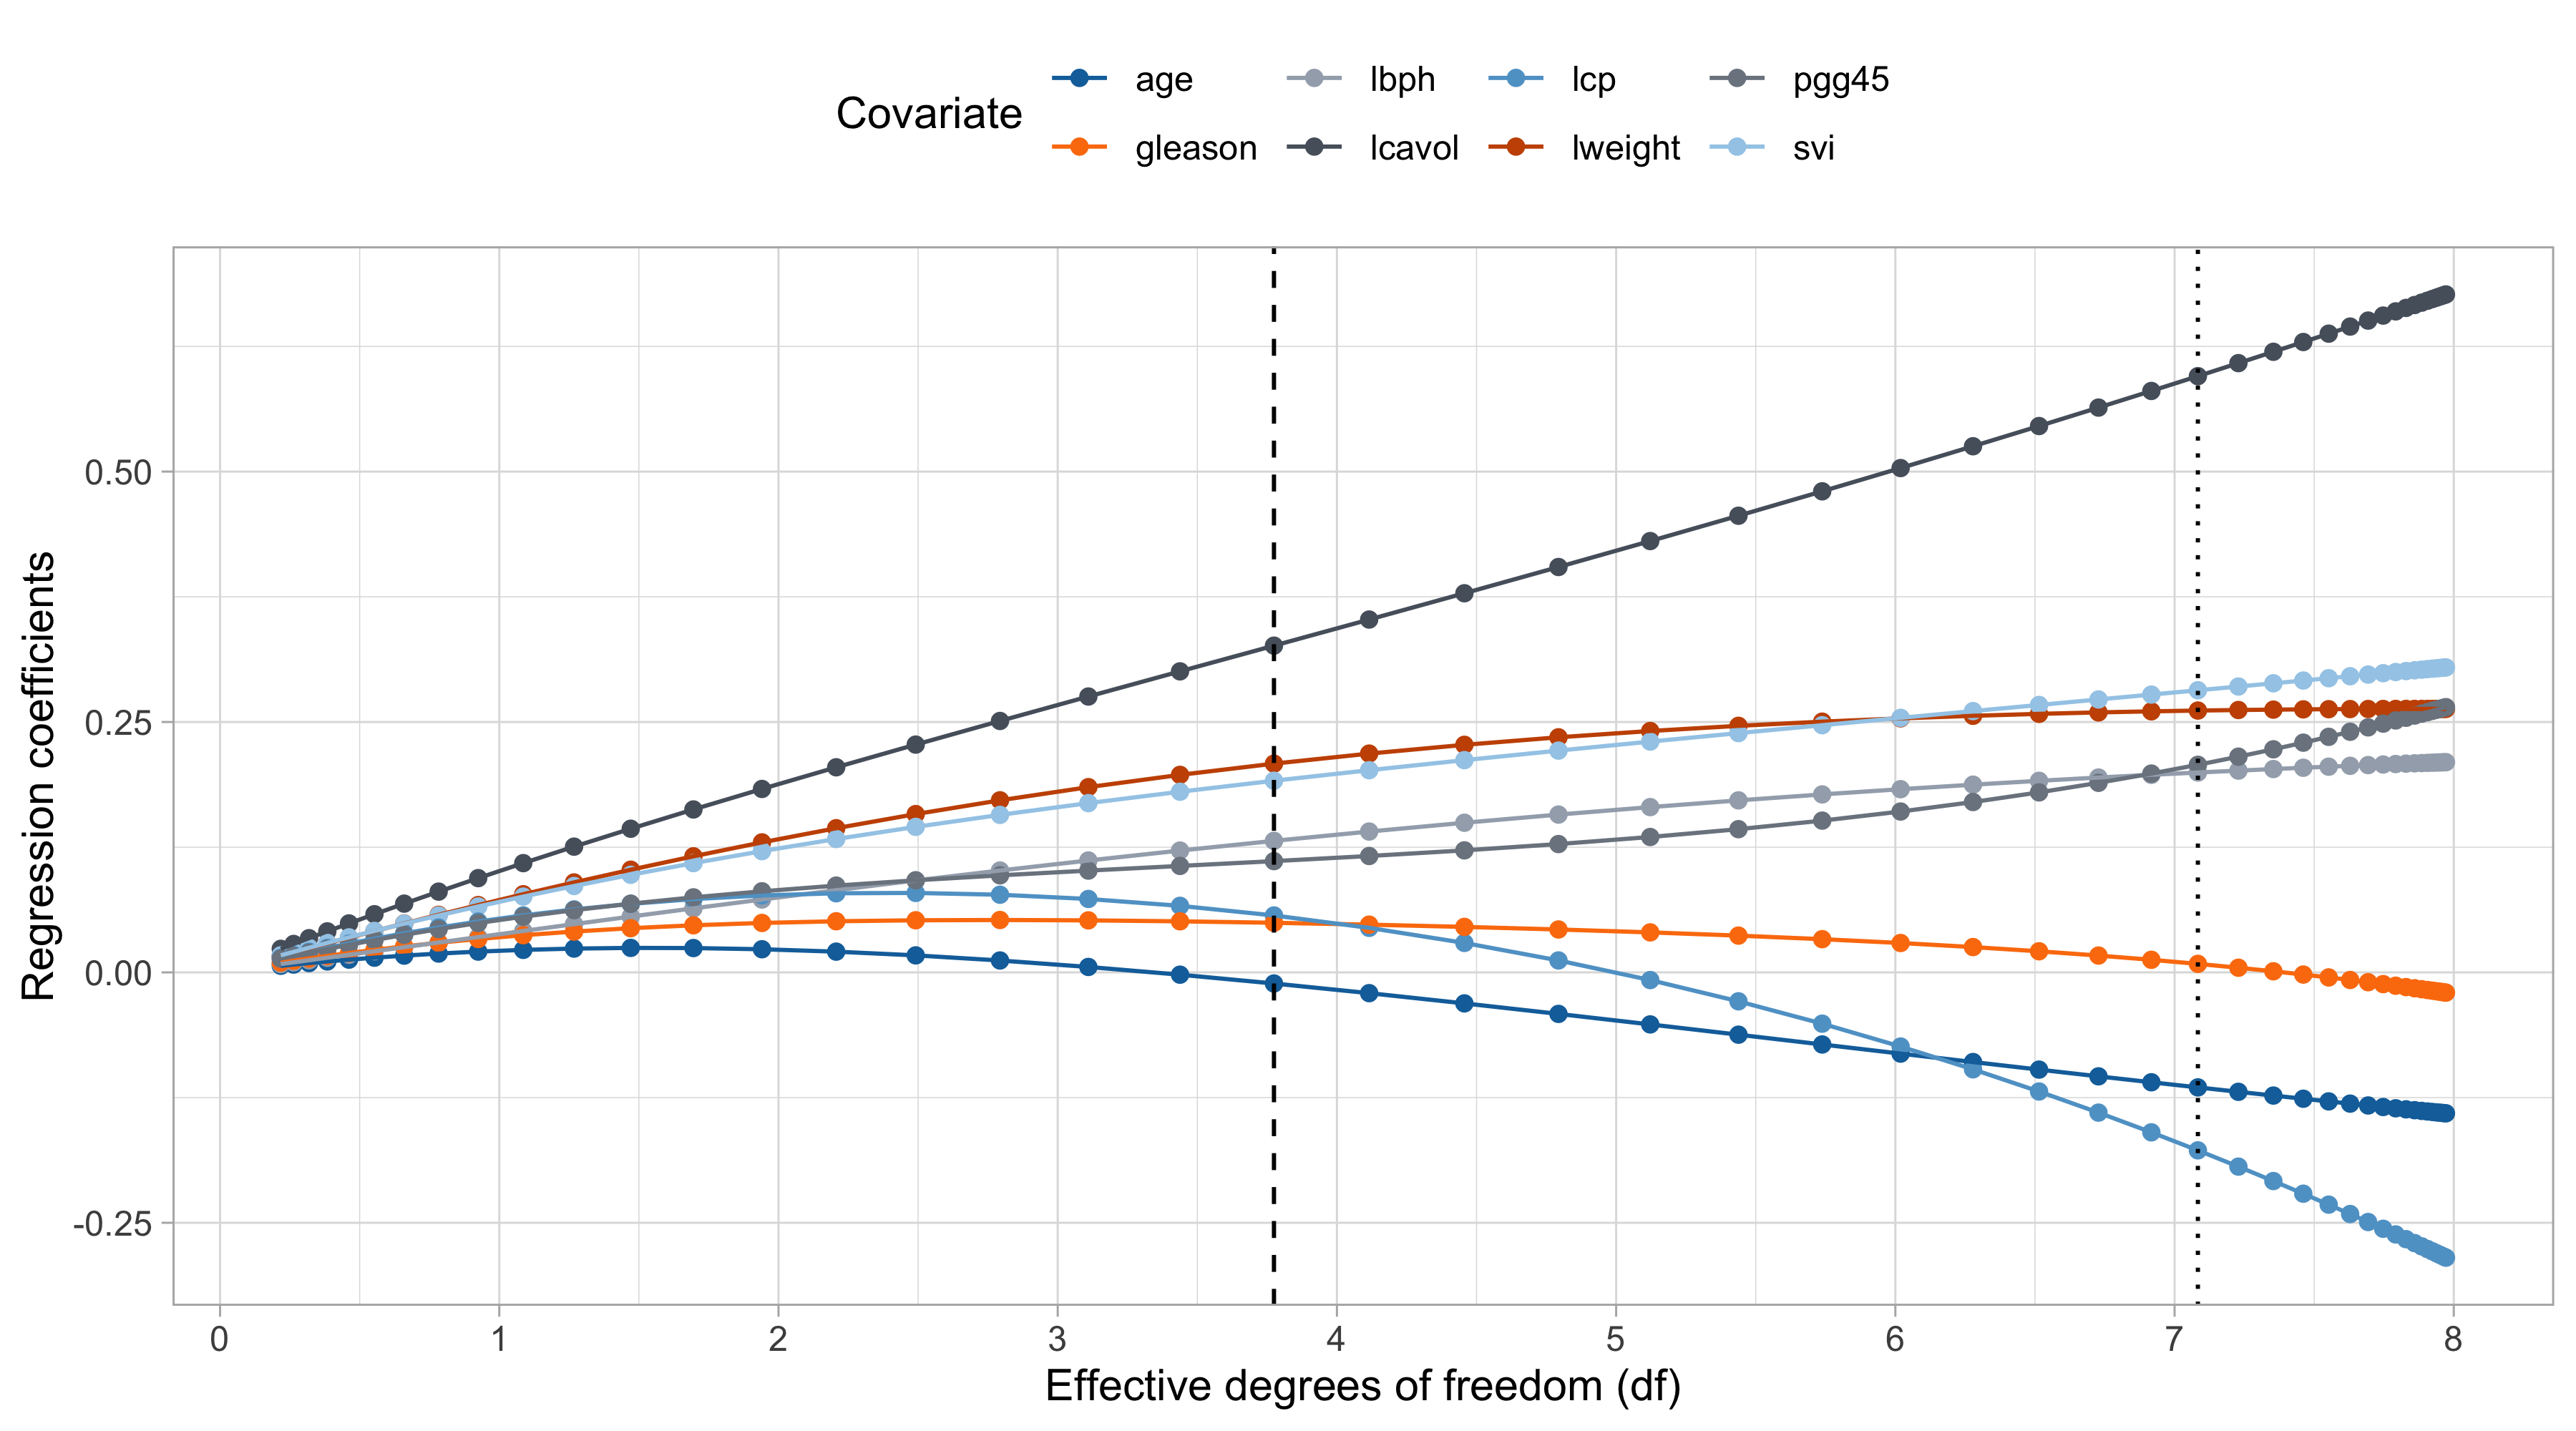 Covariate
age lbph lcp pgg45
gleason lcavol lweight svi
Regression coefficients
0.50
0.25
0.00
-0.25
0 1 2 3 4 5 6 7 8
Effective degrees of freedom (df)